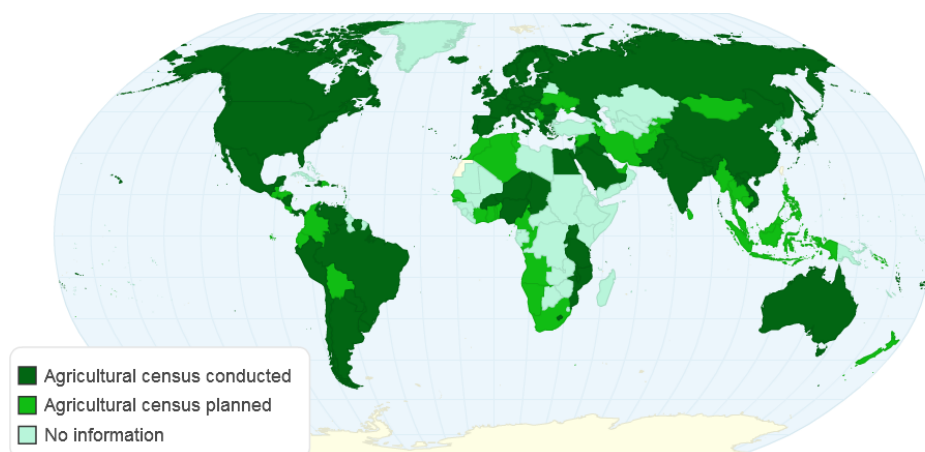 Agricultural census conducted
Agricultural census planned
No information